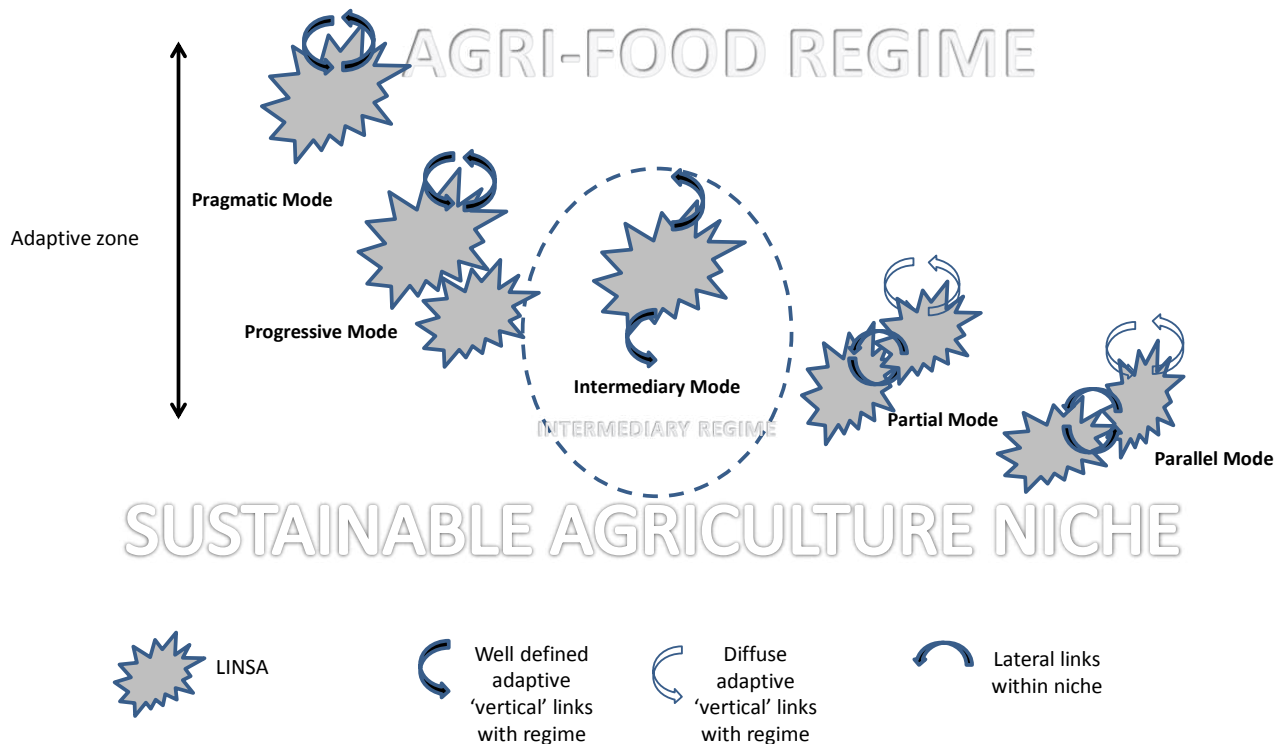 AGRI-FOOD REGIME
Pragmatic Mode
Adaptive zone
Progressive Mode
Intermediary Mode
INTERMEDIARY REGIME
Partial Mode
Parallel Mode
SUSTAINABLE AGRICULTURE NICHE
LINSA
Well defined
adaptive
‘vertical’ links
with regime
Diffuse
adaptive
‘vertical’ links
with regime
Lateral links
within niche